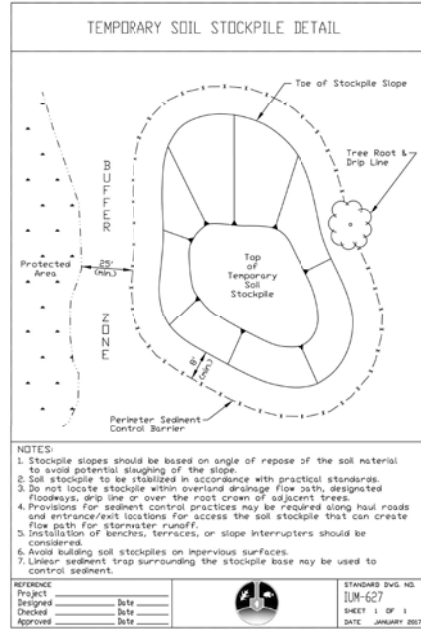 TEMPORARY SOIL STOCKPILE DETAIL
Toe of Stockpile Slope
Tree Root &
Drip Line
BUFFER
ZONE
Protected
Area
25'
(min.)
Top
of
Temporary
Soil
Stockpile
8'
(min.)
Perimeter Sediment
Control Barrier
NOTES:
1. Stockpile slopes should be based on angle of repose of the soil material
to avoid potential sloughing of the slope.
2. Soil stockpile to be stabilized in accordance with practical standards.
3. Do not locate stockpile within overland drainage flow path, designated
floodways, drip line or over the root crown of adjacent trees.
4. Provisions for sediment control practices may be required along haul roads
and entrance/exit locations for access the soil stockpile that can create
flow path for stormwater runoff.
5. Installation of benches, terraces, or slope interrupters should be
considered.
6. Avoid building soil stockpiles on impervious surfaces.
7. Linear sediment trap surrounding the stockpile base may be used to
control sediment.
REFERENCE
Project
Designed Date
Checked Date
Approved Date
STANDARD DWG. NO.
IUM-627
SHEET 1 OF 1
DATE JANUARY 2017